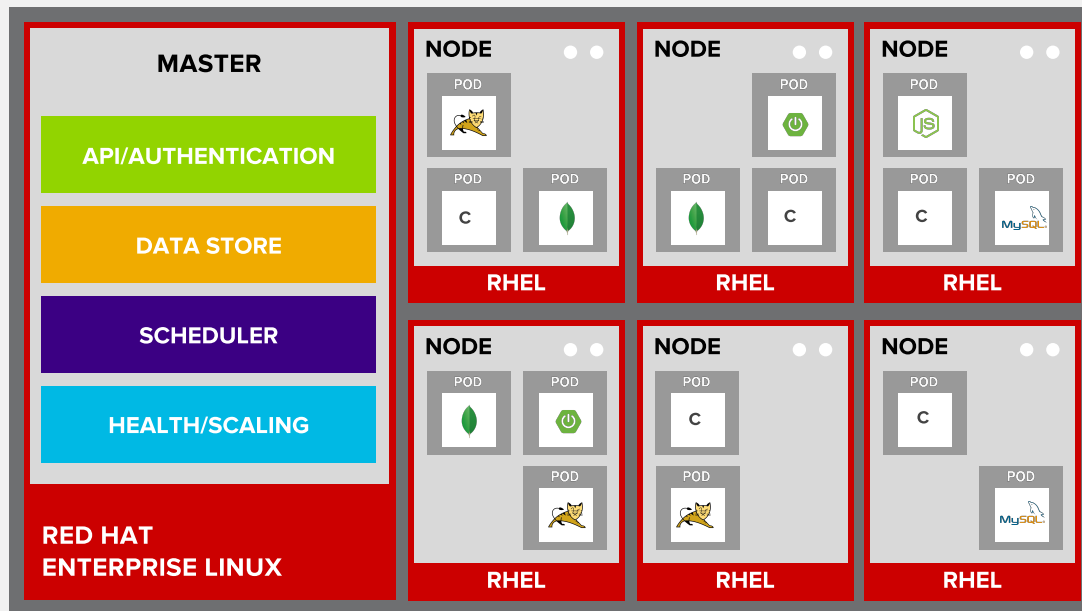 MASTER
API/AUTHENTICATION
DATA STORE
SCHEDULER
HEALTH/SCALING
RED HAT
ENTERPRISE LINUX
NODE
POD
POD
C
POD
RHEL
NODE
POD
POD
POD
C
RHEL
NODE
POD
JS
POD
C
POD
MySQL
RHEL
NODE
POD
POD
POD
RHEL
NODE
POD
C
POD
RHEL
NODE
POD
C
POD
MySQL
RHEL